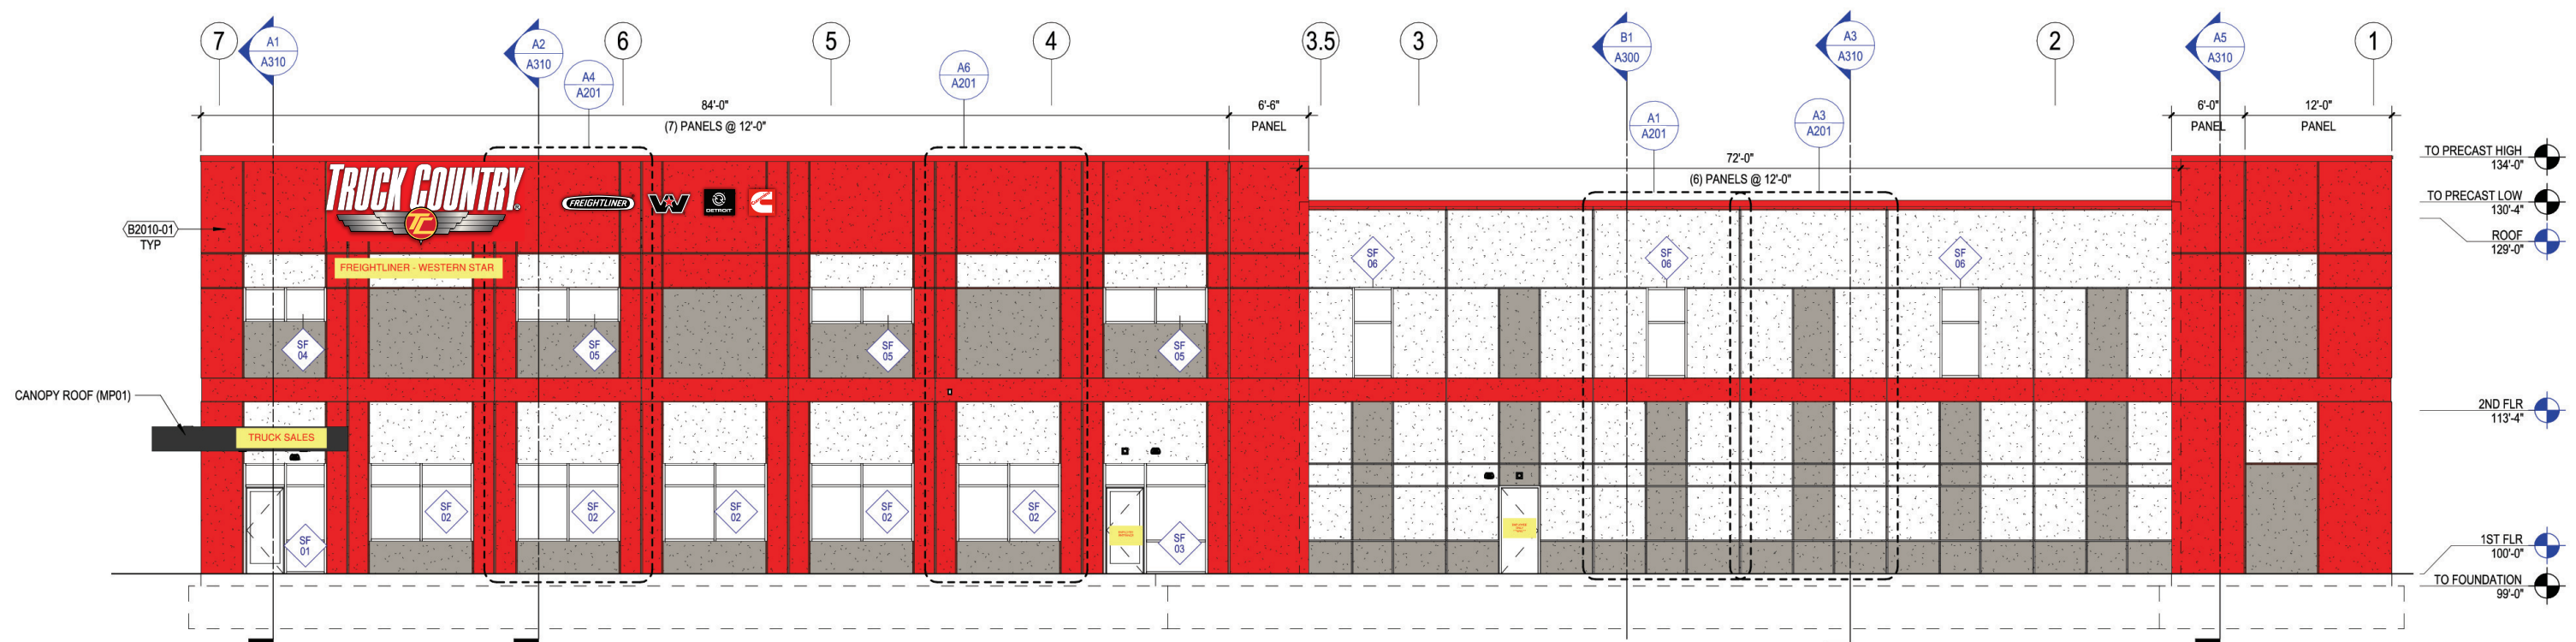 7
A1
A310
A2
A310
6
A4
A201
5
A6
A201
4
3.5
3
B1
A300
A3
A310
2
A5
A310
1
84'-0"
(7) PANELS @ 12'-0"
6'-6"
PANEL
A1
A201
A3
A201
6'-0"
PANEL
12'-0"
PANEL
72'-0"
(6) PANELS @ 12'-0"
TO PRECAST HIGH
134'-0"
TO PRECAST LOW
130'-4"
ROOF
129'-0"
2ND FLR
113'-4"
1ST FLR
100'-0"
TO FOUNDATION
99'-0"
B2010-01
TYP
TRUCK COUNTRY®
TC
FREIGHTLINER
DETROIT
FREIGHTLINER - WESTERN STAR
SF
06
SF
06
SF
06
SF
04
SF
05
SF
05
SF
05
CANOPY ROOF (MP01)
TRUCK SALES
SF
01
SF
02
SF
02
SF
02
SF
02
SF
02
SF
03